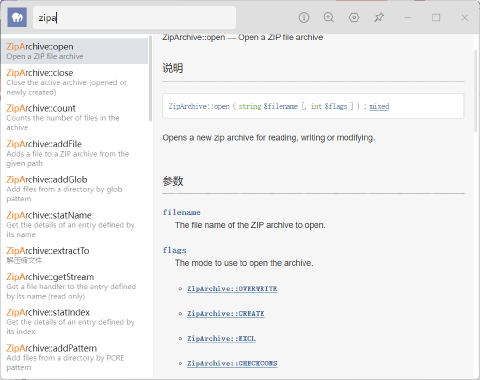 zipa
ZipArchive::open
Open a ZIP file archive
ZipArchive::close
Close the active archive (opened or
newly created)
ZipArchive::count
Counts the number of files in the
achive
ZipArchive::addFile
Adds a file to a ZIP archive from the
given path
ZipArchive::addGlob
Add files from a directory by glob
pattern
ZipArchive::statName
Get the details of an entry defined by
its name
ZipArchive::extractTo
解压缩文件
ZipArchive::getStream
Get a file handler to the entry defined
by its name (read only)
ZipArchive::statIndex
Get the details of an entry defined by
its index
ZipArchive::addPattern
Add files from a directory by PCRE
pattern
ZipArchive::open — Open a ZIP file archive
说明
ZipArchive::open ( string $filename [, int $flags ] ) : mixed
Opens a new zip archive for reading, writing or modifying.
参数
filename
The file name of the ZIP archive to open.
flags
The mode to use to open the archive.
ZipArchive::OVERWRITE
ZipArchive::CREATE
ZipArchive::EXCL
ZipArchive::CHECKCONS